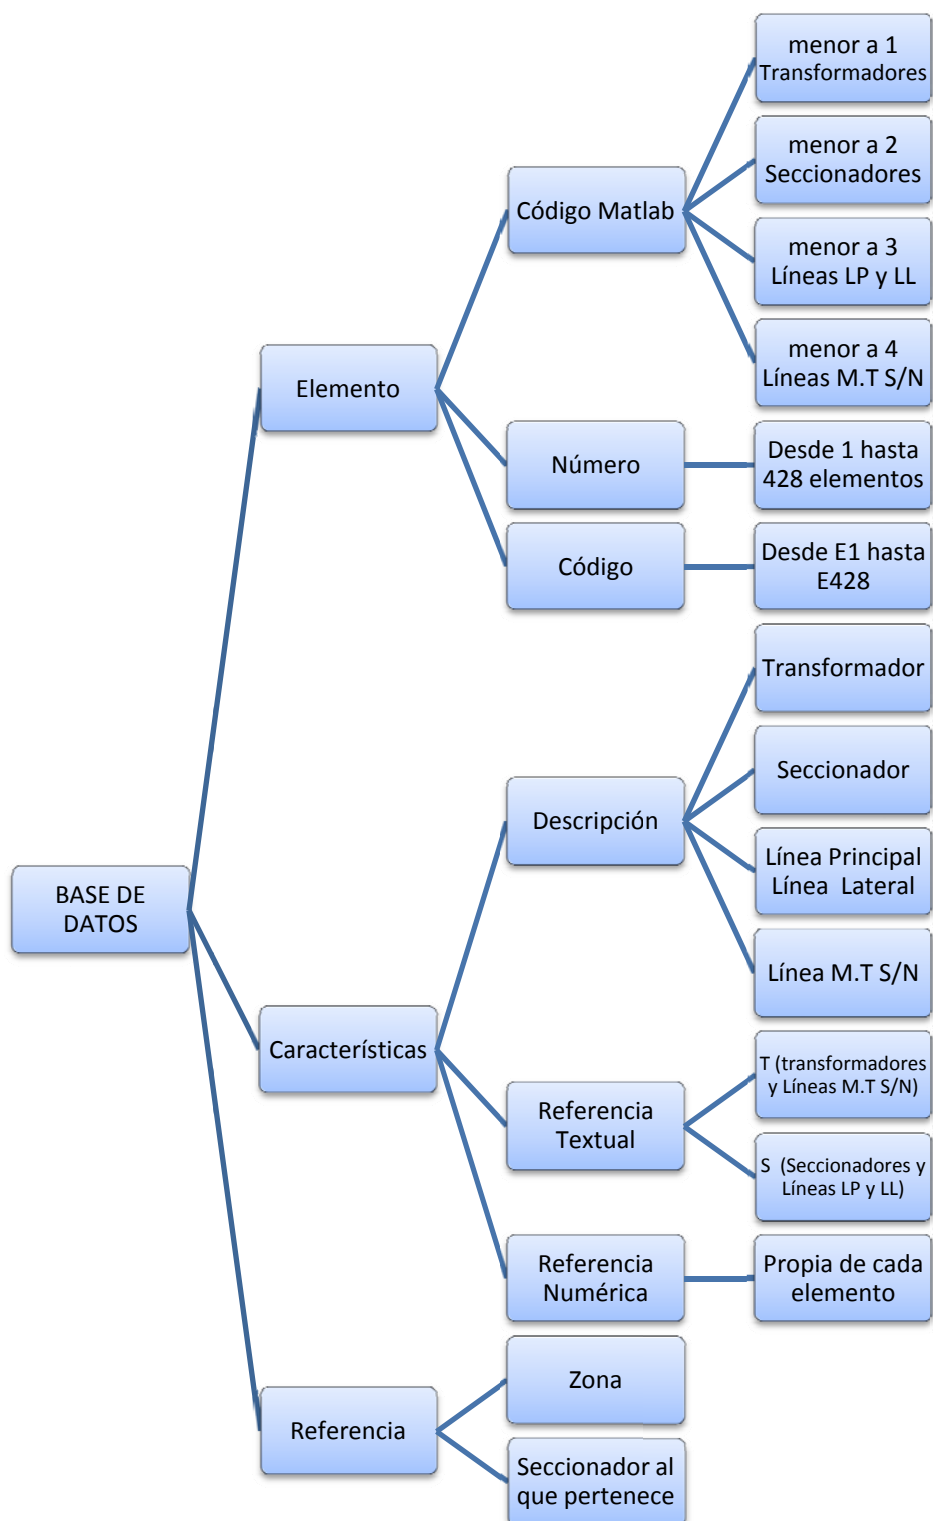 BASE DE
DATOS
Elemento
Código Matlab
menor a 1
Transformadores
menor a 2
Seccionadores
menor a 3
Líneas LP y LL
menor a 4
Líneas M.T S/N
Número
Desde 1 hasta
428 elementos
Código
Desde E1 hasta
E428
Características
Descripción
Transformador
Seccionador
Línea Principal
Línea Lateral
Línea M.T S/N
Referencia
Textual
T (transformadores
y Líneas M.T S/N)
S (Seccionadores y
Líneas LP y LL)
Referencia
Numérica
Propia de cada
elemento
Referencia
Zona
Seccionador al
que pertenece